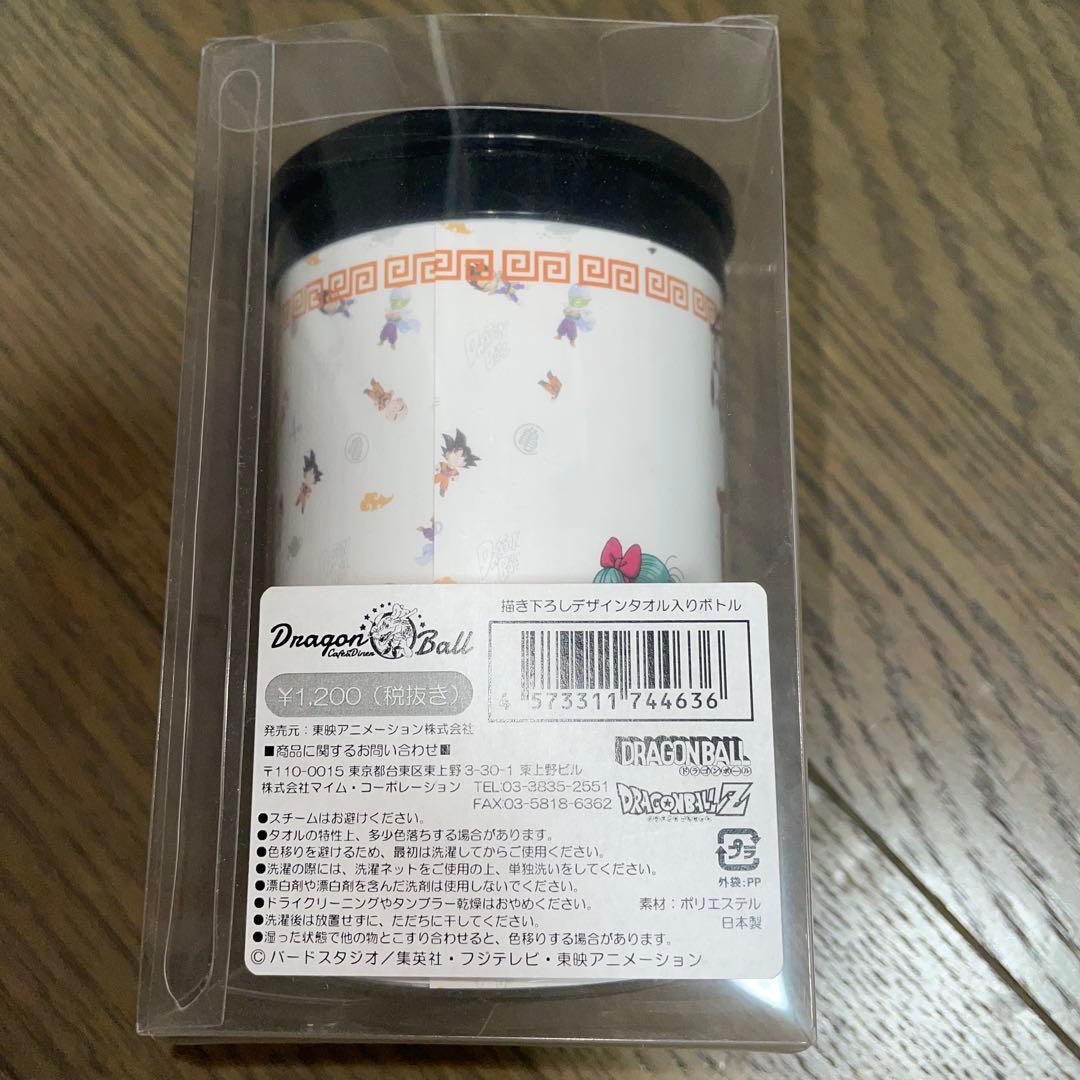 描き下ろしデザインタオル入りボトル
Dragon Ball
Cafe&Diner
¥1,200(税抜き)
4 573311 744636
発売元:東映アニメーション株式会社
■商品に関するお問い合わせ■
〒110-0015 東京都台東区東上野 3-30-1 東上野ビル
株式会社マイム・コーポレーション TEL:03-3835-2551
FAX:03-5818-6362
DRAGONBALL
ドラゴンボール
DRAGONBALL Z
●スチームはお避けください。
●タオルの特性上、多少色落ちする場合があります。
●色移りを避けるため、最初は洗濯してからご使用ください。
●洗濯の際には、洗濯ネットをご使用の上、単独洗いをしてください。
●漂白剤や漂白剤を含んだ洗剤は使用しないでください。
●ドライクリーニングやタンブラー乾燥はおやめください。
●洗濯後は放置せずに、ただちに干してください。
●湿った状態で他の物とこすり合わせると、色移りする場合があります。
プラ
外袋:PP
素材:ポリエステル
日本製
©バードスタジオ/集英社・フジテレビ・東映アニメーション